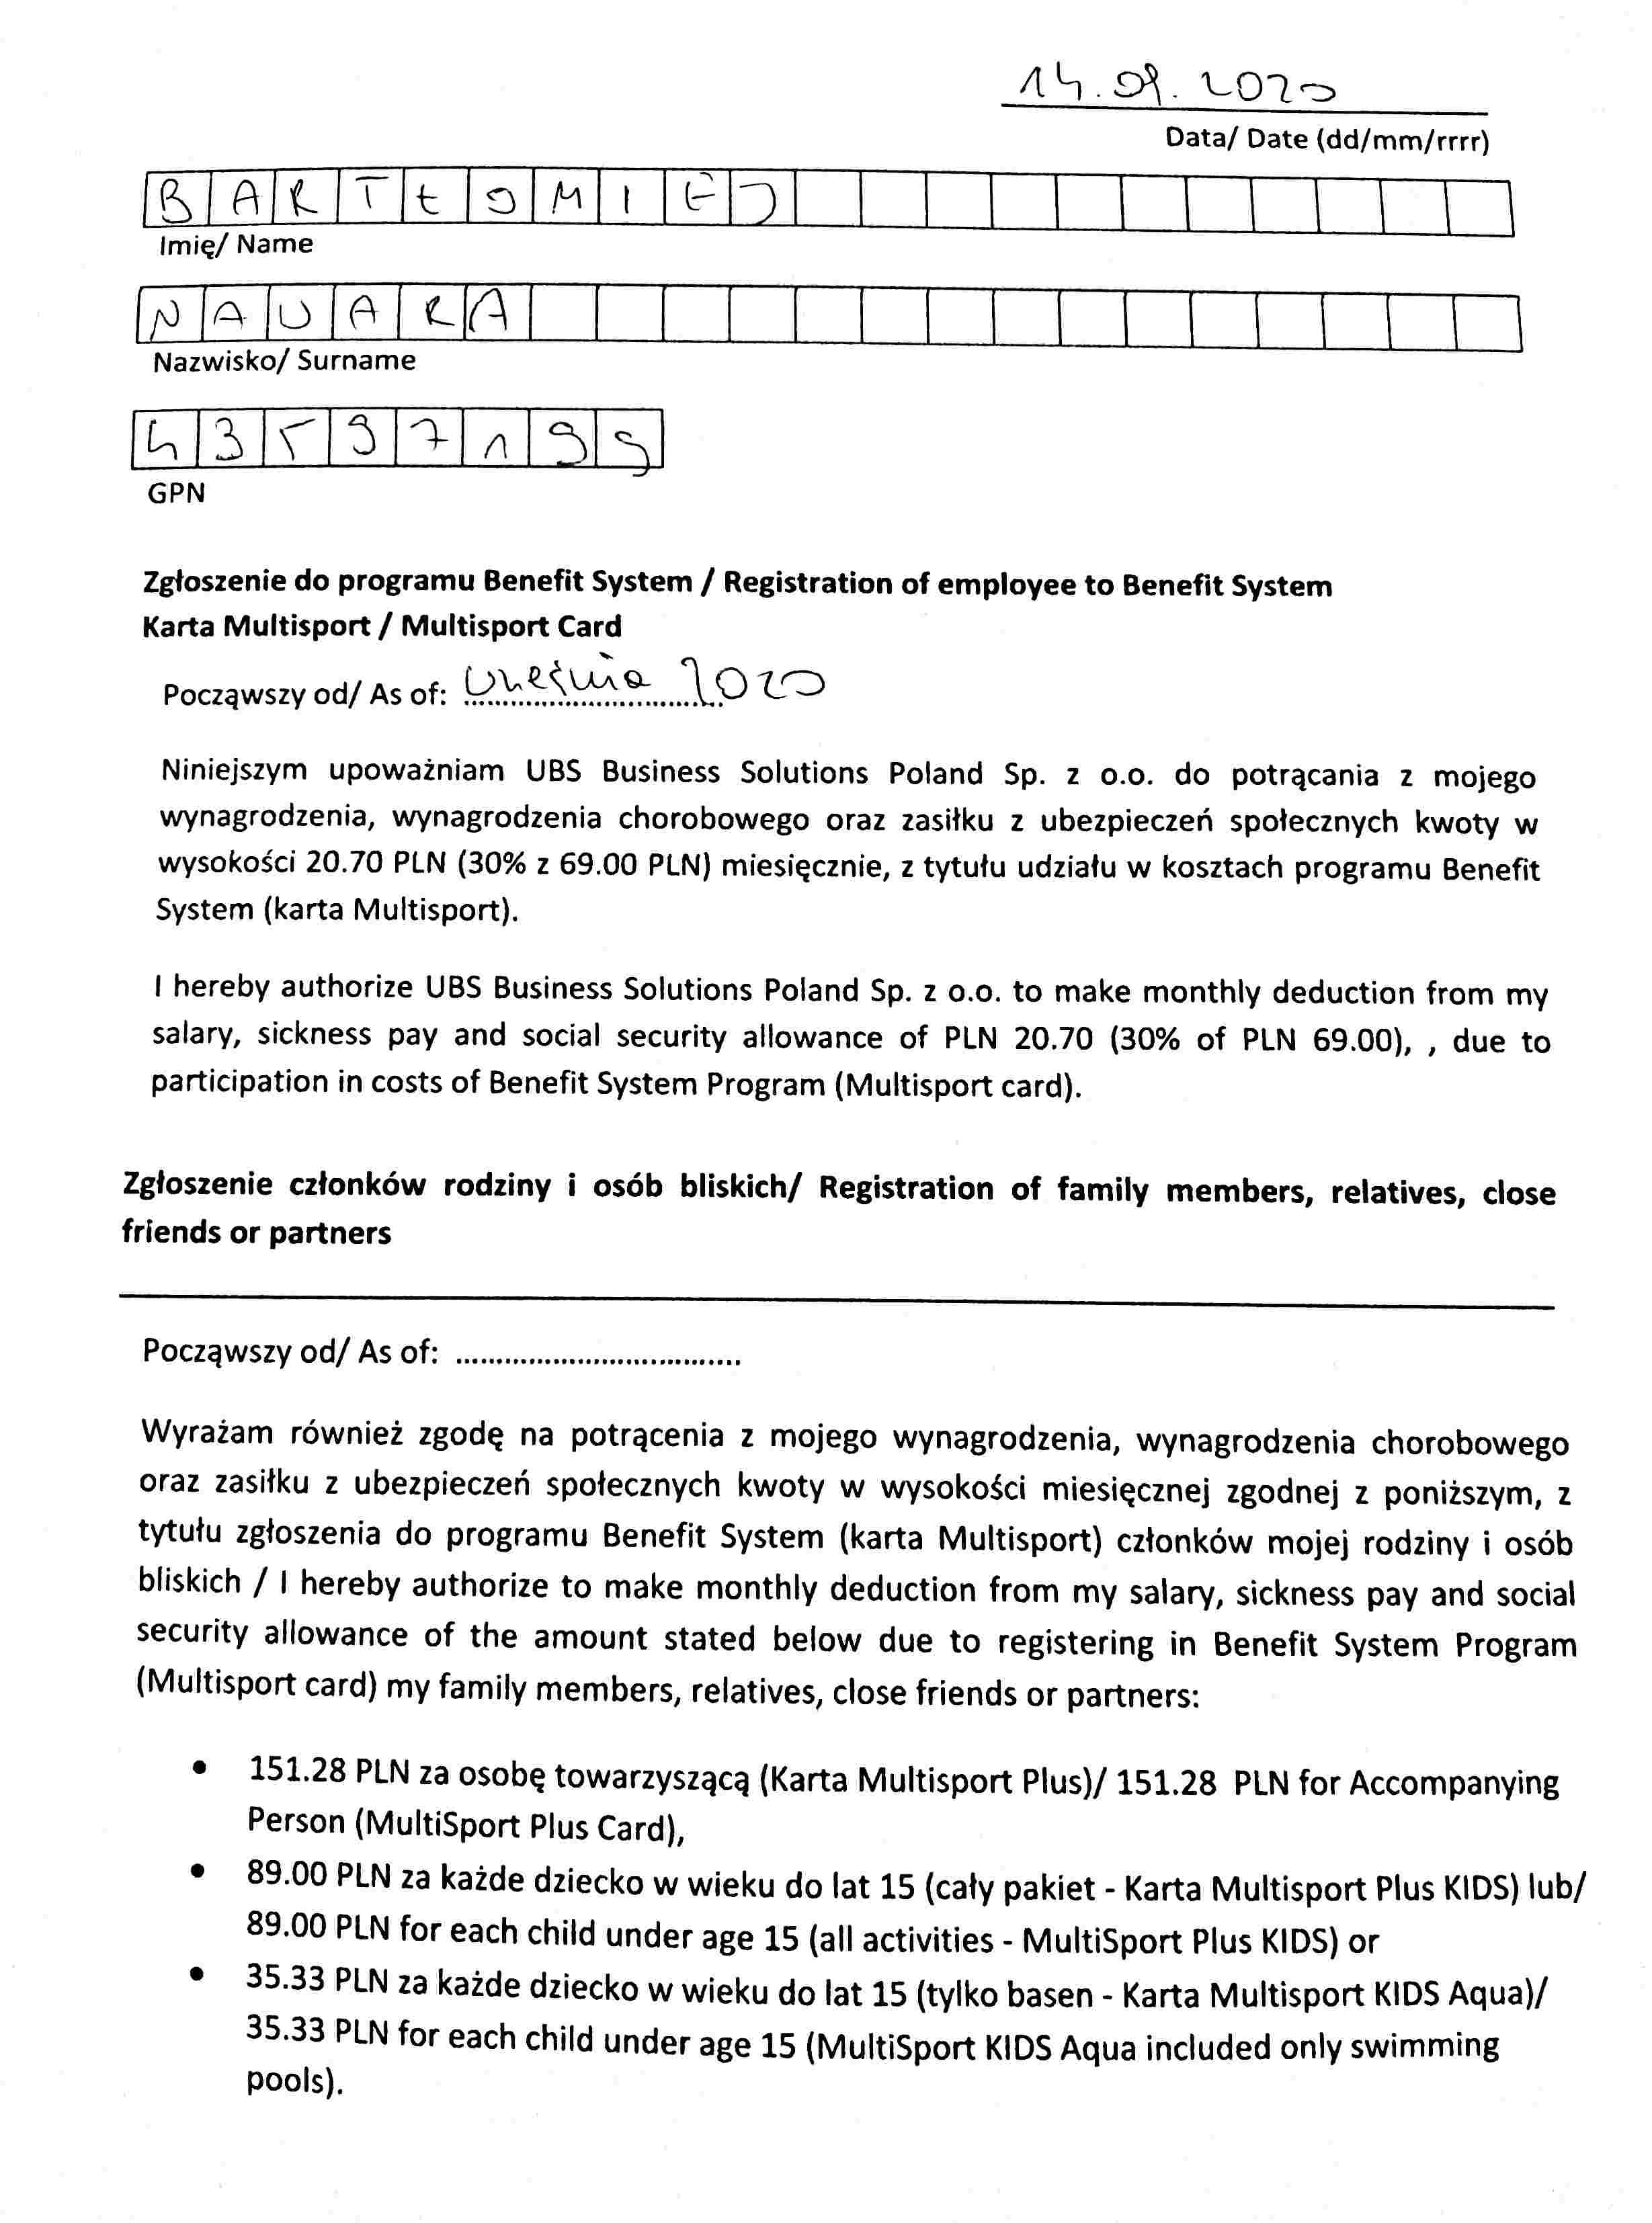 14.09.2020
Data/ Date (dd/mm/rrrr)
BARTŁOMIEJ
Imię/ Name
NAWARA
Nazwisko/ Surname
43597199
GPN
Zgłoszenie do programu Benefit System / Registration of employee to Benefit System
Karta Multisport / Multisport Card
Począwszy od/ As of: Września 2020
Niniejszym upoważniam UBS Business Solutions Poland Sp. z o.o. do potrącania z mojego
wynagrodzenia, wynagrodzenia chorobowego oraz zasiłku z ubezpieczeń społecznych kwoty w
wysokości 20.70 PLN (30% z 69.00 PLN) miesięcznie, z tytułu udziału w kosztach programu Benefit
System (karta Multisport).
I hereby authorize UBS Business Solutions Poland Sp. z o.o. to make monthly deduction from my
salary, sickness pay and social security allowance of PLN 20.70 (30% of PLN 69.00), , due to
participation in costs of Benefit System Program (Multisport card).
Zgłoszenie członków rodziny i osób bliskich/ Registration of family members, relatives, close
friends or partners
Począwszy od/ As of: ...................................
Wyrażam również zgodę na potrącenia z mojego wynagrodzenia, wynagrodzenia chorobowego
oraz zasiłku z ubezpieczeń społecznych kwoty w wysokości miesięcznej zgodnej z poniższym, z
tytułu zgłoszenia do programu Benefit System (karta Multisport) członków mojej rodziny i osób
bliskich / I hereby authorize to make monthly deduction from my salary, sickness pay and social
security allowance of the amount stated below due to registering in Benefit System Program
(Multisport card) my family members, relatives, close friends or partners:
• 151.28 PLN za osobę towarzyszącą (Karta Multisport Plus)/ 151.28 PLN for Accompanying
Person (MultiSport Plus Card),
• 89.00 PLN za każde dziecko w wieku do lat 15 (cały pakiet - Karta Multisport Plus KIDS) lub/
89.00 PLN for each child under age 15 (all activities - MultiSport Plus KIDS) or
• 35.33 PLN za każde dziecko w wieku do lat 15 (tylko basen - Karta Multisport KIDS Aqua)/
35.33 PLN for each child under age 15 (MultiSport KIDS Aqua included only swimming
pools).